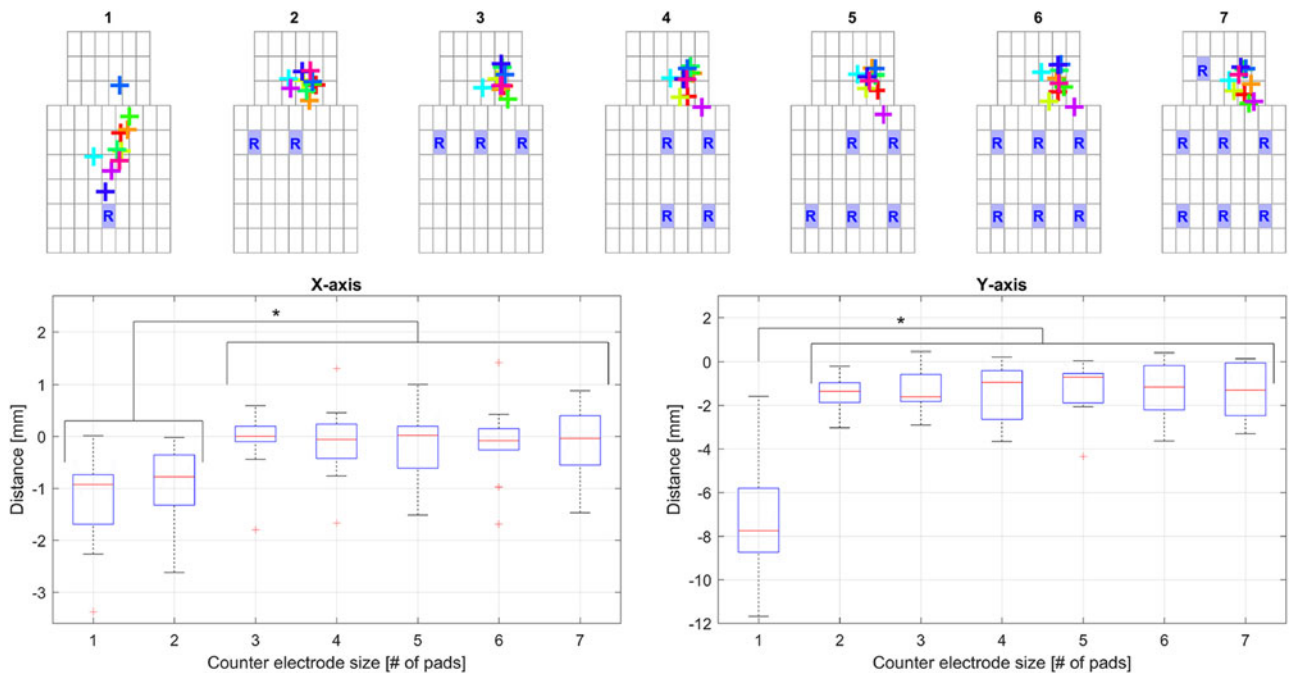 1 2 3 4 5 6 7
R R R R R R R R R R R R R
R R R R R R R R R R R R R
R
R R R R R R R R R R R
R
X-axis
*
2
1
0
-1
-2
-3
Distance [mm]
1 2 3 4 5 6 7
Counter electrode size [# of pads]
Y-axis
*
2
0
-2
-4
-6
-8
-10
-12
Distance [mm]
1 2 3 4 5 6 7
Counter electrode size [# of pads]